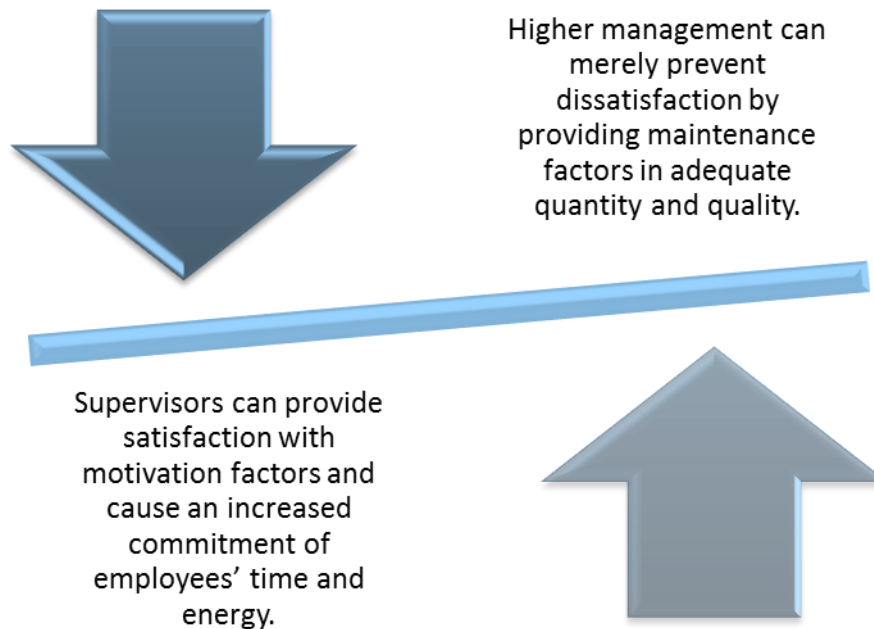 Higher management can
merely prevent
dissatisfaction by
providing maintenance
factors in adequate
quantity and quality.
Supervisors can provide
satisfaction with
motivation factors and
cause an increased
commitment of
employees’ time and
energy.